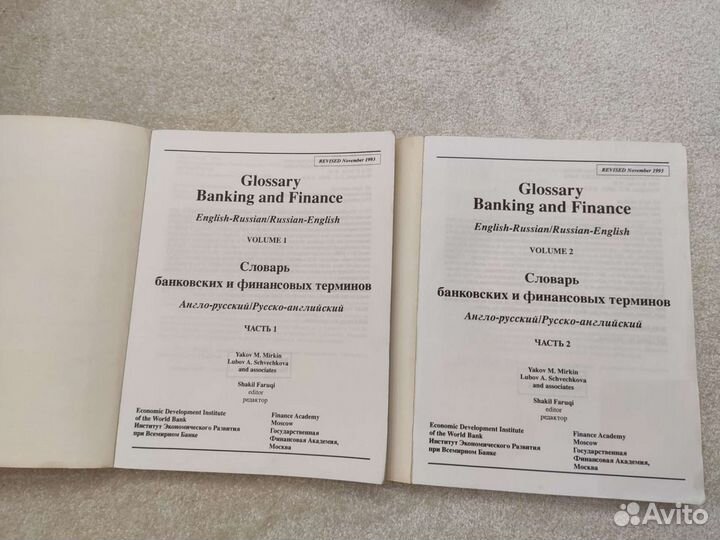 REVISED November 1993
Glossary
Banking and Finance
English-Russian/Russian-English
VOLUME 1
Словарь
банковских и финансовых терминов
Англо-русский/Русско-английский
ЧАСТЬ 1
Yakov M. Mirkin
Lubov A. Schvechkova
and associates
Shakil Faruqi
editor
редактор
Economic Development Institute
of the World Bank
Институт Экономического Развития
при Всемирном Банке
Finance Academy
Moscow
Государственная
Финансовая Академия,
Москва
REVISED November 1993
Glossary
Banking and Finance
English-Russian/Russian-English
VOLUME 2
Словарь
банковских и финансовых терминов
Англо-русский/Русско-английский
ЧАСТЬ 2
Yakov M. Mirkin
Lubov A. Schvechkova
and associates
Shakil Faruqi
editor
редактор
Economic Development Institute
of the World Bank
Институт Экономического Развития
при Всемирном Банке
Finance Academy
Moscow
Государственная
Финансовая Академия,
Москва
Avito